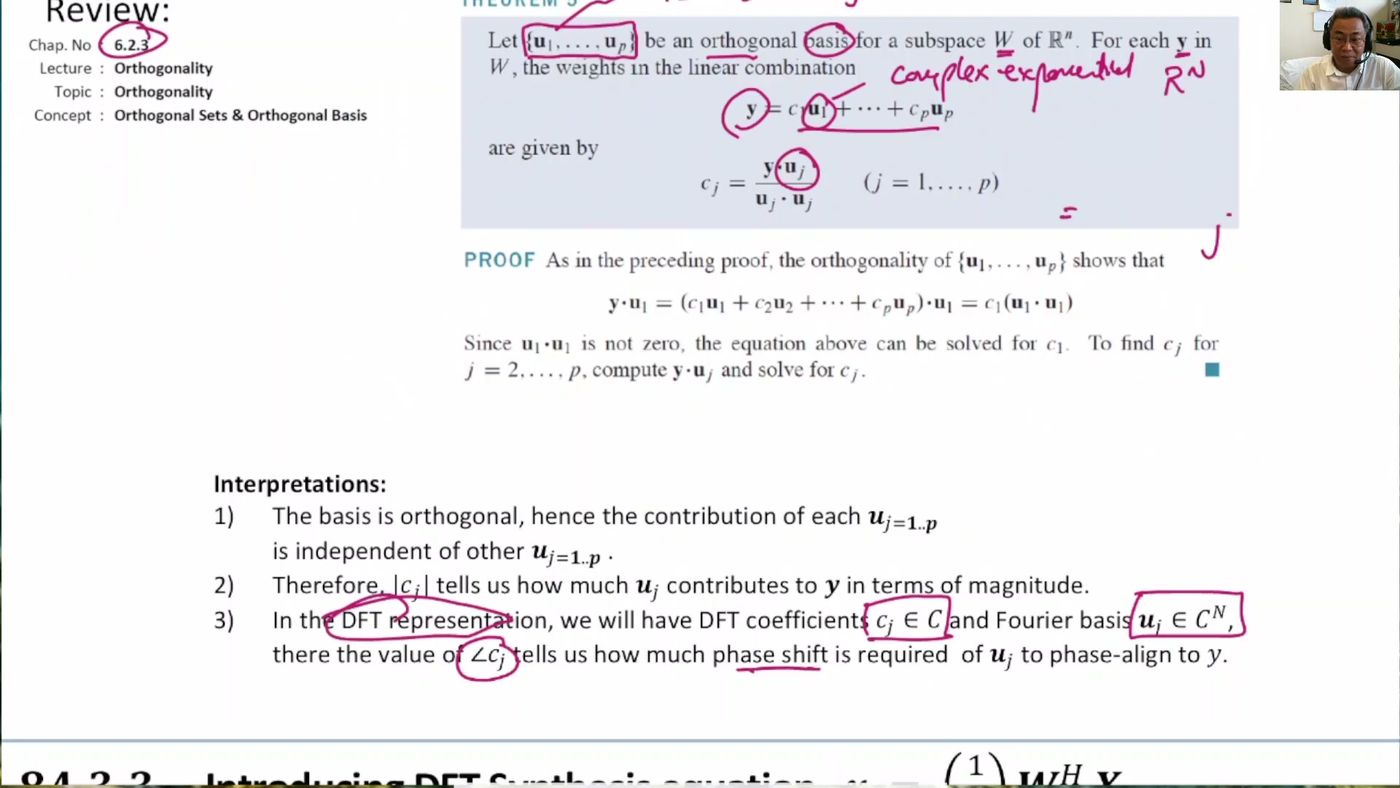 Review:
Chap. No : 6.2.3
Lecture : Orthogonality
Topic : Orthogonality
Concept : Orthogonal Sets & Orthogonal Basis
THEOREM 5
Let {u₁, . . . , uₚ} be an orthogonal basis for a subspace W of ℝⁿ. For each y in
W, the weights in the linear combination
complex exponential
R^N
y = c₁u₁ + ··· + cₚuₚ
are given by
cⱼ = (y·uⱼ)/(uⱼ·uⱼ) (j = 1, . . . , p)
=
j
PROOF As in the preceding proof, the orthogonality of {u₁, . . . , uₚ} shows that
y·u₁ = (c₁u₁ + c₂u₂ + ··· + cₚuₚ)·u₁ = c₁(u₁·u₁)
Since u₁·u₁ is not zero, the equation above can be solved for c₁. To find cⱼ for
j = 2, . . . , p, compute y·uⱼ and solve for cⱼ.
Interpretations:
1) The basis is orthogonal, hence the contribution of each uⱼ₌₁..ₚ
is independent of other uⱼ₌₁..ₚ .
2) Therefore, |cⱼ| tells us how much uⱼ contributes to y in terms of magnitude.
3) In the DFT representation, we will have DFT coefficients cⱼ ∈ C and Fourier basis uⱼ ∈ C^N,
there the value of ∠cⱼ tells us how much phase shift is required of uⱼ to phase-align to y.
Introducing DFT Synthesis equation